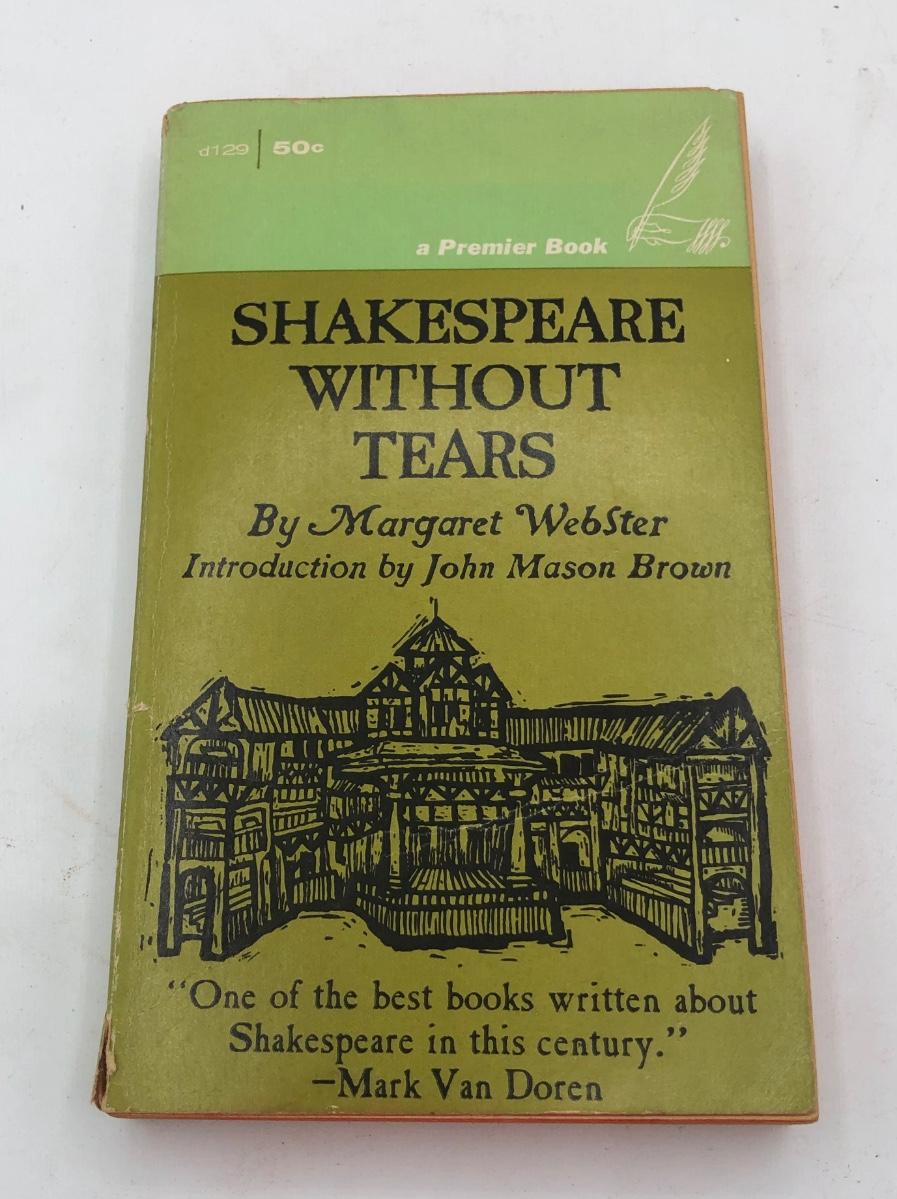 d129 | 50c
a Premier Book
SHAKESPEARE
WITHOUT
TEARS
By Margaret Webster
Introduction by John Mason Brown
"One of the best books written about
Shakespeare in this century."
—Mark Van Doren